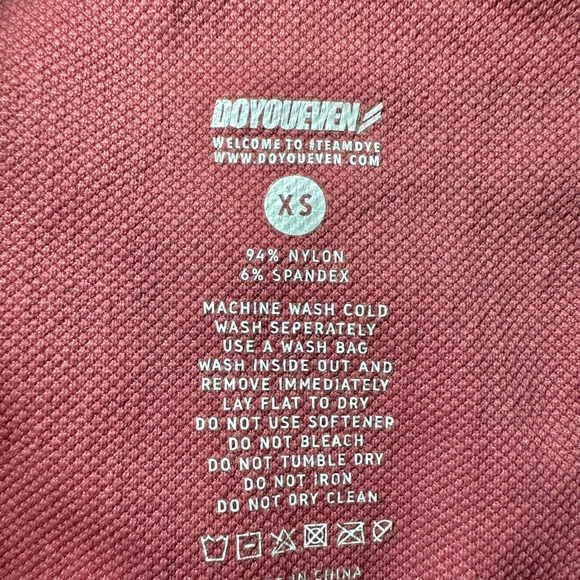 DOYOUEVEN
WELCOME TO #TEAMDYE
WWW.DOYOUEVEN.COM
XS
94% NYLON
6% SPANDEX
MACHINE WASH COLD
WASH SEPERATELY
USE A WASH BAG
WASH INSIDE OUT AND
REMOVE IMMEDIATELY
LAY FLAT TO DRY
DO NOT USE SOFTENER
DO NOT BLEACH
DO NOT TUMBLE DRY
DO NOT IRON
DO NOT DRY CLEAN
IN CHINA